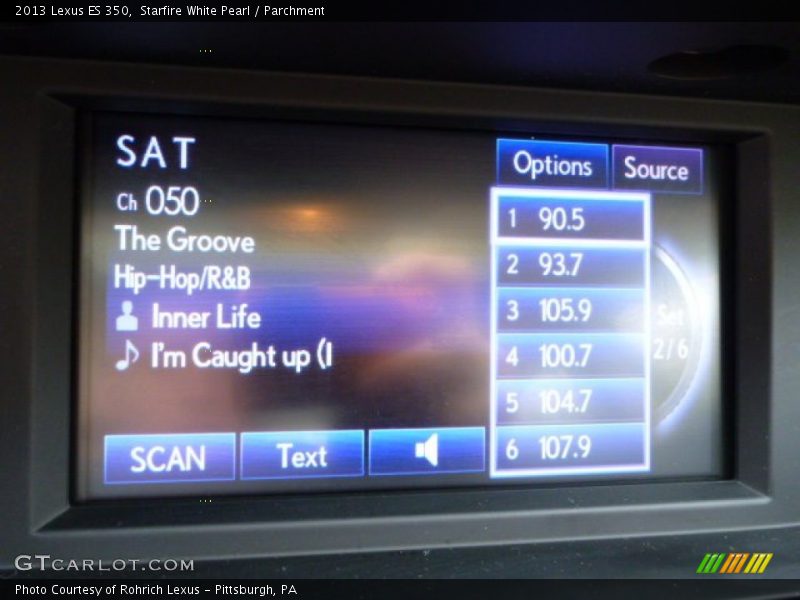 2013 Lexus ES 350, Starfire White Pearl / Parchment
SAT
Ch 050
The Groove
Hip-Hop/R&B
Inner Life
I'm Caught up (I
SCAN
Text
Options
Source
1 90.5
2 93.7
3 105.9
4 100.7
5 104.7
6 107.9
Set
2/6
GTCARLOT.COM
Photo Courtesy of Rohrich Lexus - Pittsburgh, PA